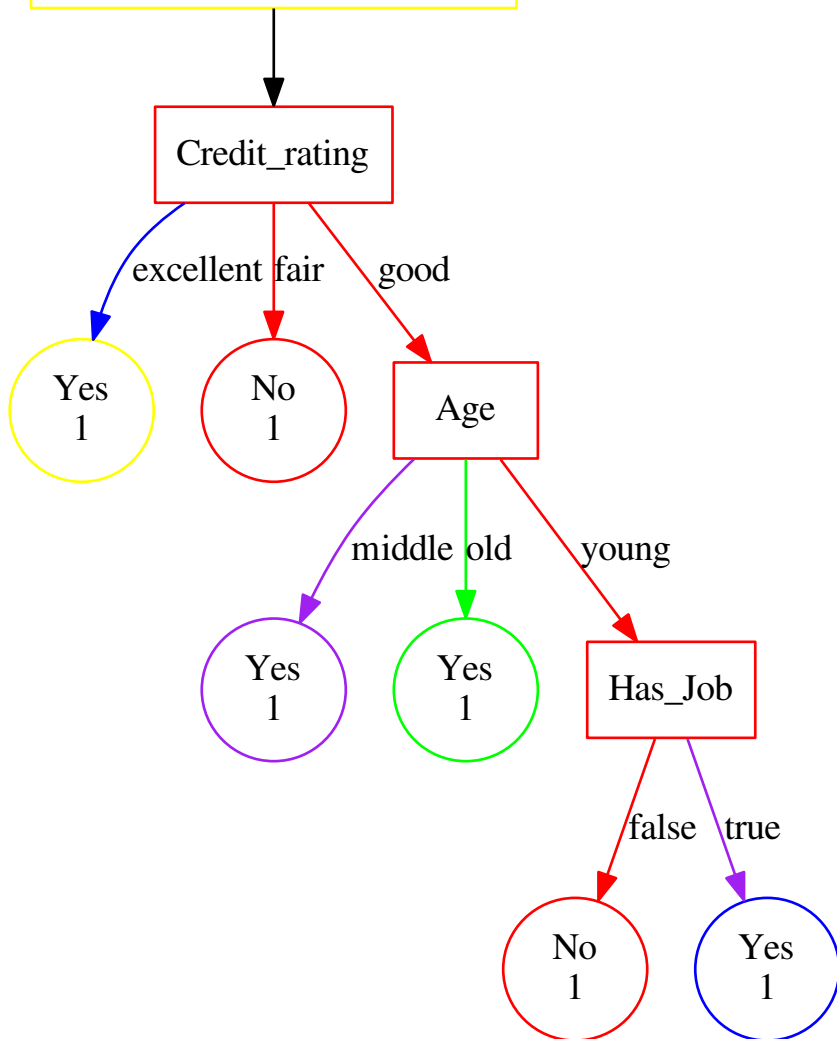 Credit_rating
excellent fair good
Yes
1
No
1
Age
middle old young
Yes
1
Yes
1
Has_Job
false true
No
1
Yes
1